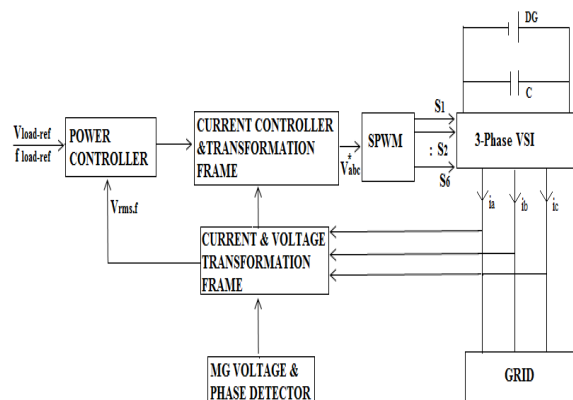 DG
C
S1
: S2
S6
3-Phase VSI
Vload-ref
f load-ref
POWER
CONTROLLER
CURRENT CONTROLLER
&TRANSFORMATION
FRAME
V*abc
SPWM
ia
ib
ic
Vrms.f
CURRENT & VOLTAGE
TRANSFORMATION
FRAME
MG VOLTAGE &
PHASE DETECTOR
GRID